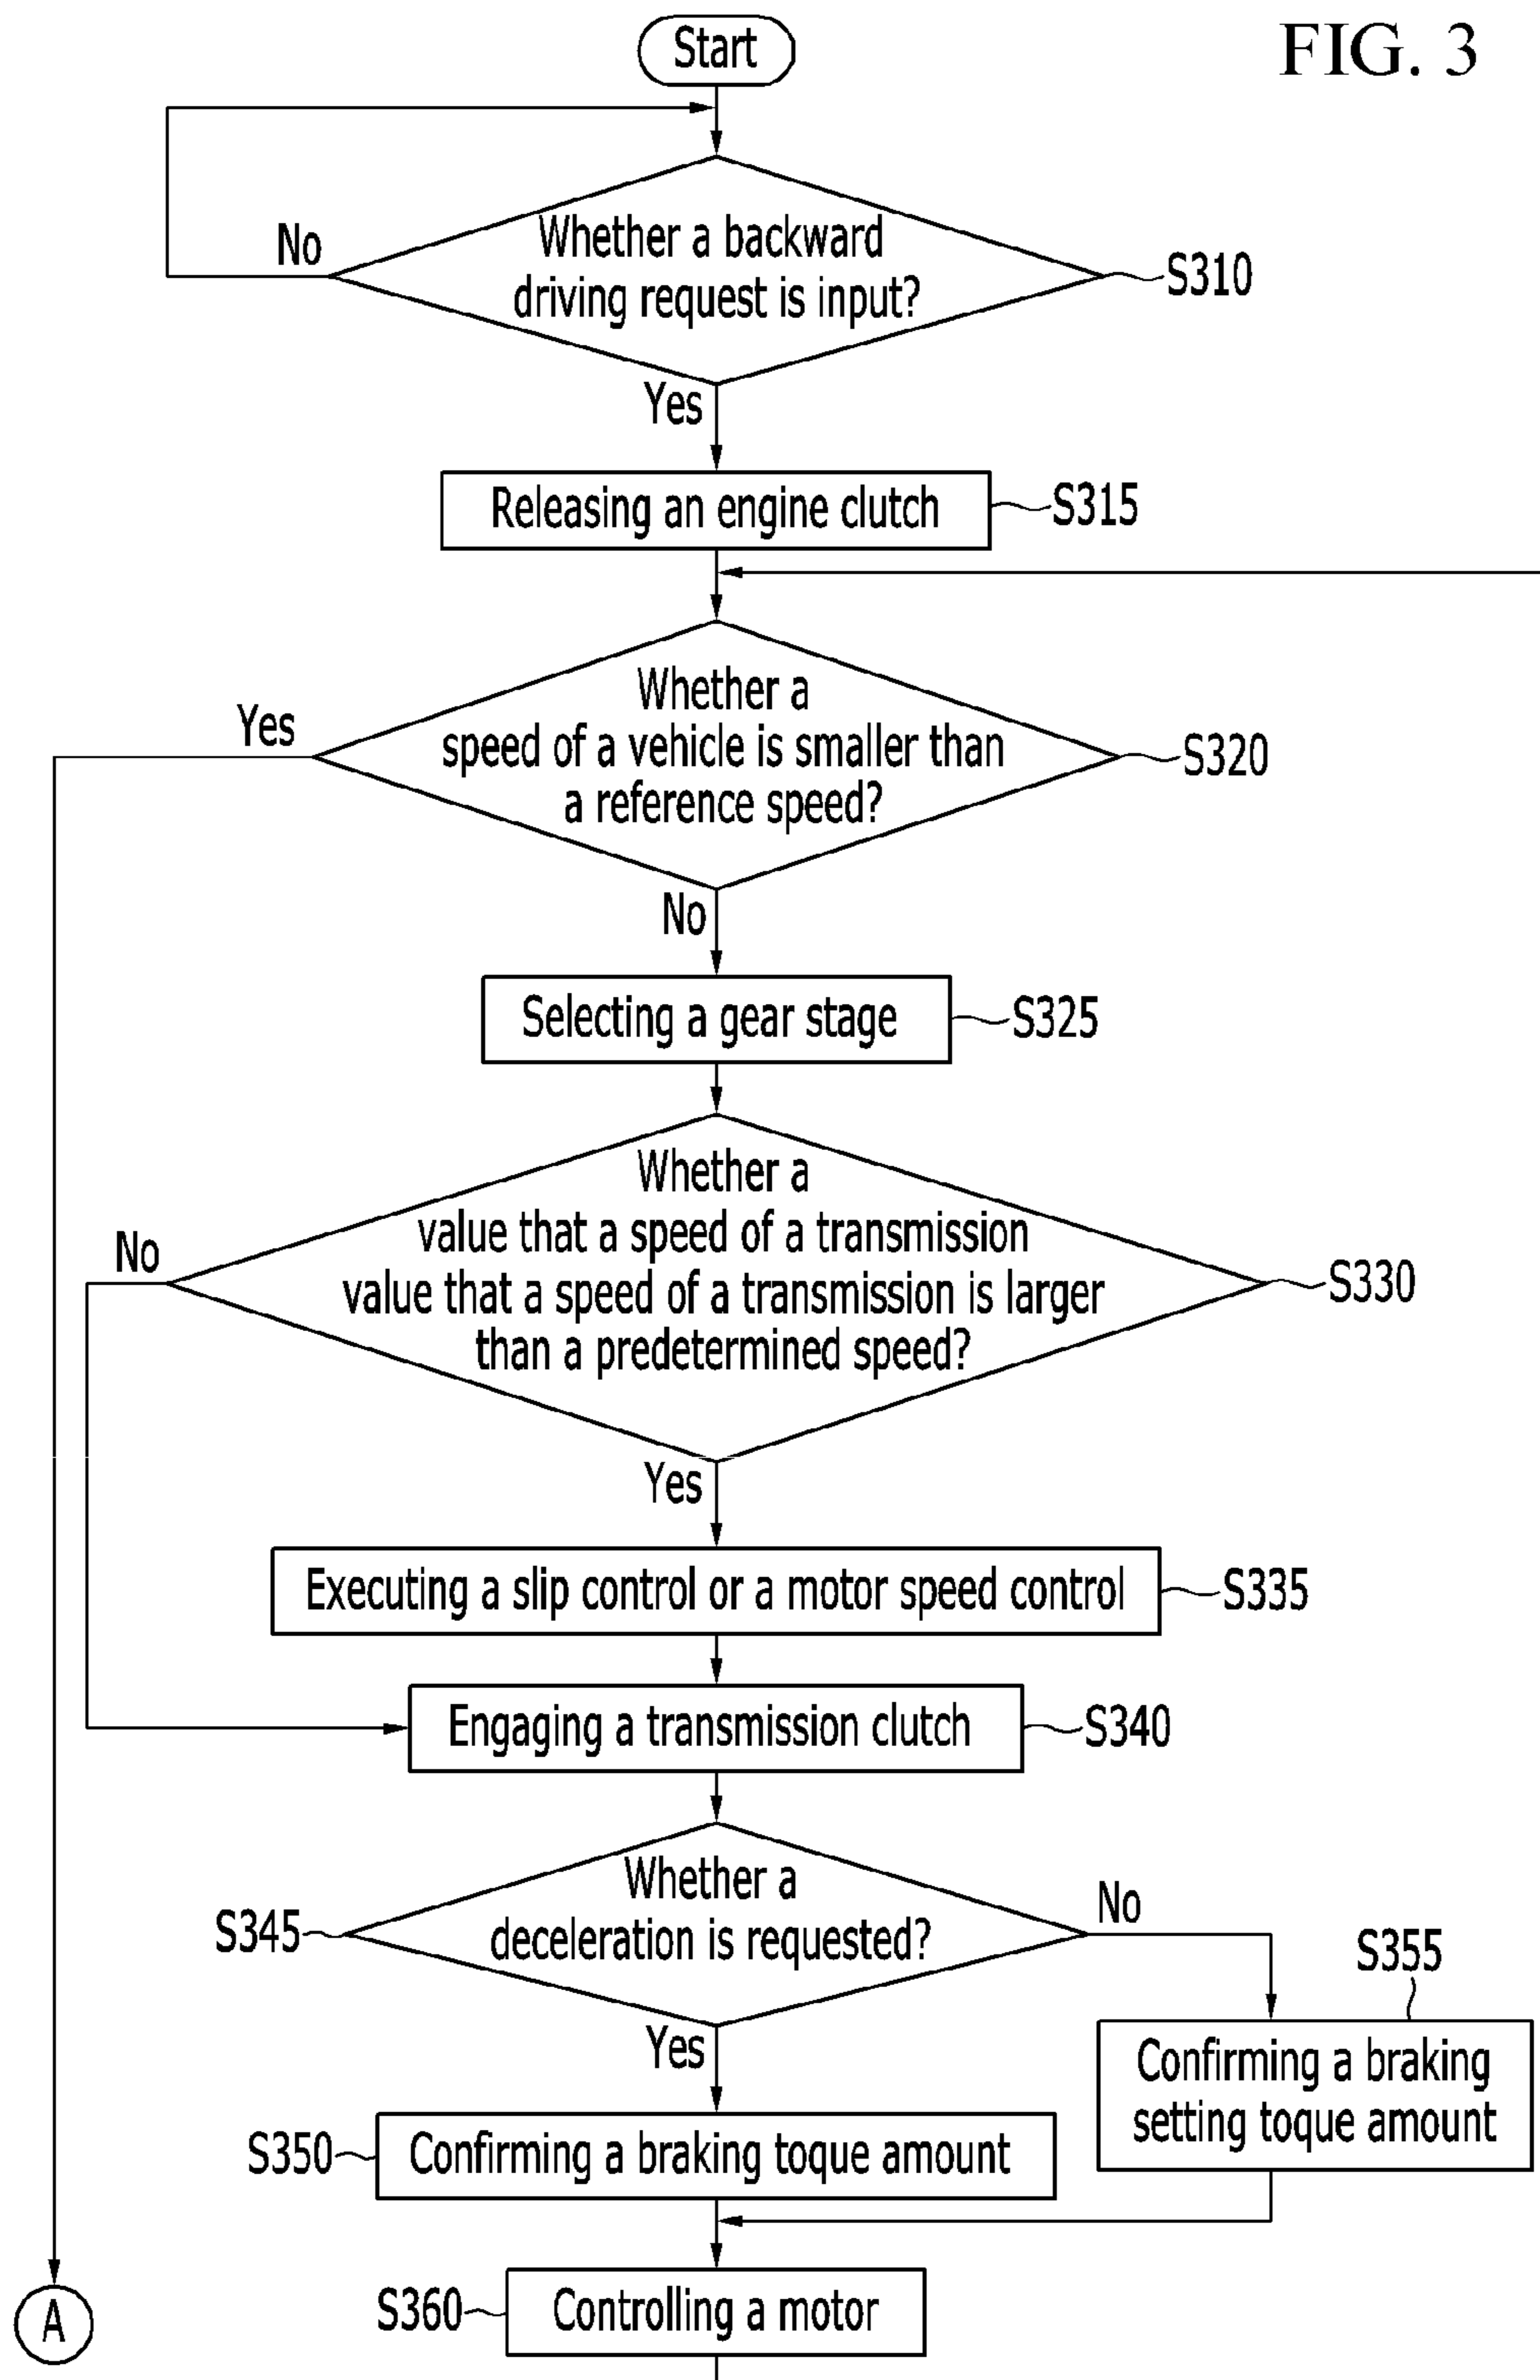 FIG. 3
Start
Whether a backward
driving request is input?
No
S310
Yes
Releasing an engine clutch
S315
Whether a
speed of a vehicle is smaller than
a reference speed?
Yes
S320
No
Selecting a gear stage
S325
Whether a
value that a speed of a transmission
value that a speed of a transmission is larger
than a predetermined speed?
No
S330
Yes
Executing a slip control or a motor speed control
S335
Engaging a transmission clutch
S340
Whether a
deceleration is requested?
S345
No
Yes
S355
Confirming a braking
setting toque amount
S350
Confirming a braking toque amount
S360
Controlling a motor
A